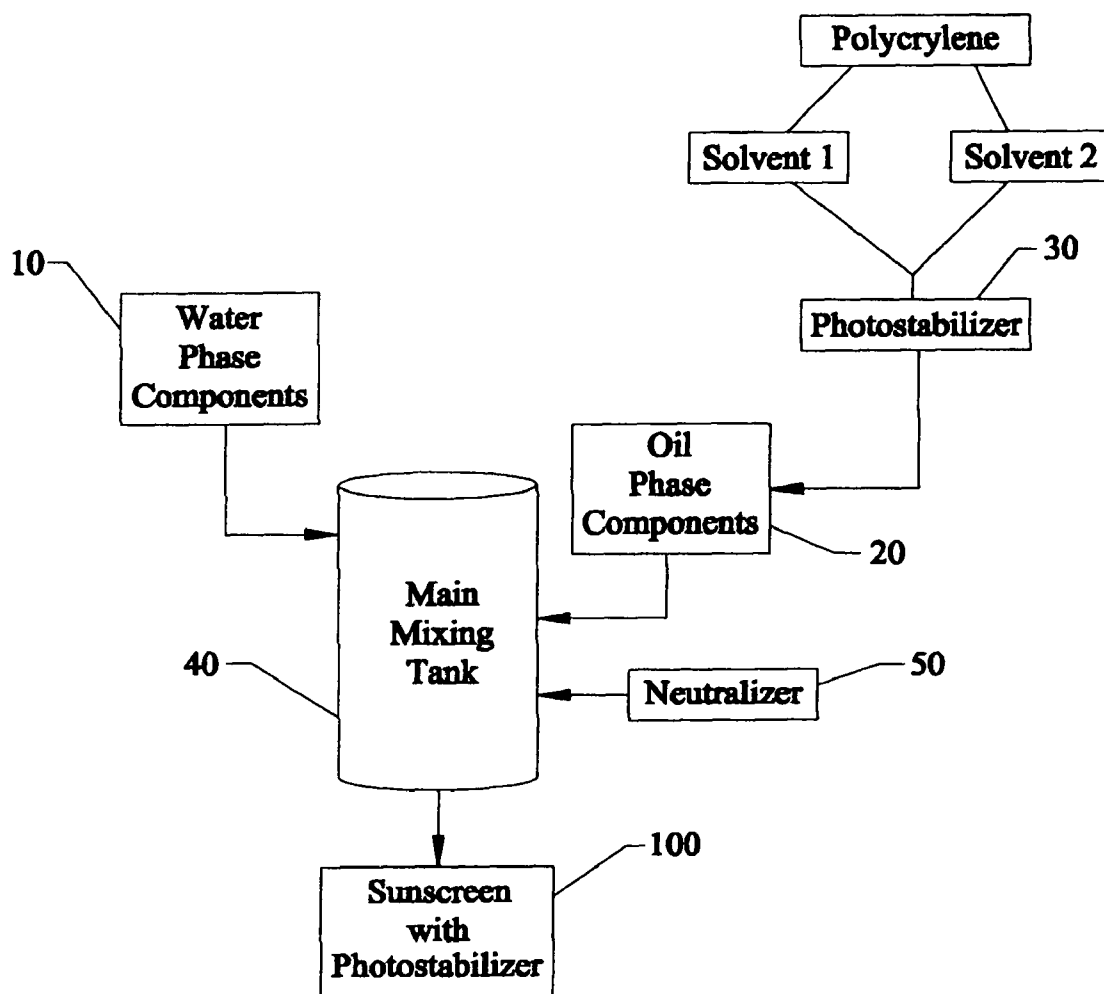 Polycrylene
Solvent 1
Solvent 2
30
10
Water
Phase
Components
Photostabilizer
Oil
Phase
Components
20
Main
Mixing
Tank
40
50
Neutralizer
100
Sunscreen
with
Photostabilizer